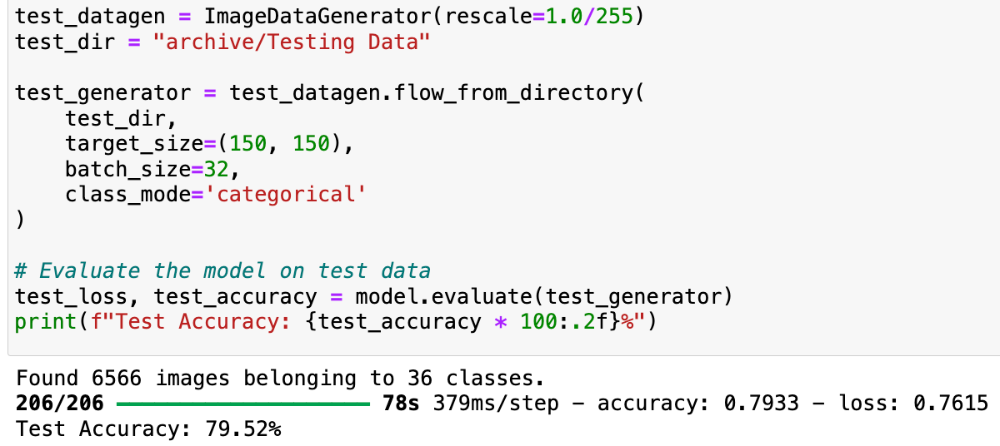 test_datagen = ImageDataGenerator(rescale=1.0/255)
test_dir = "archive/Testing Data"

test_generator = test_datagen.flow_from_directory(
    test_dir,
    target_size=(150, 150),
    batch_size=32,
    class_mode='categorical'
)

# Evaluate the model on test data
test_loss, test_accuracy = model.evaluate(test_generator)
print(f"Test Accuracy: {test_accuracy * 100:.2f}%")
Found 6566 images belonging to 36 classes.
206/206 ━━━━━━━━━━━━━━━━━━━━ 78s 379ms/step - accuracy: 0.7933 - loss: 0.7615
Test Accuracy: 79.52%